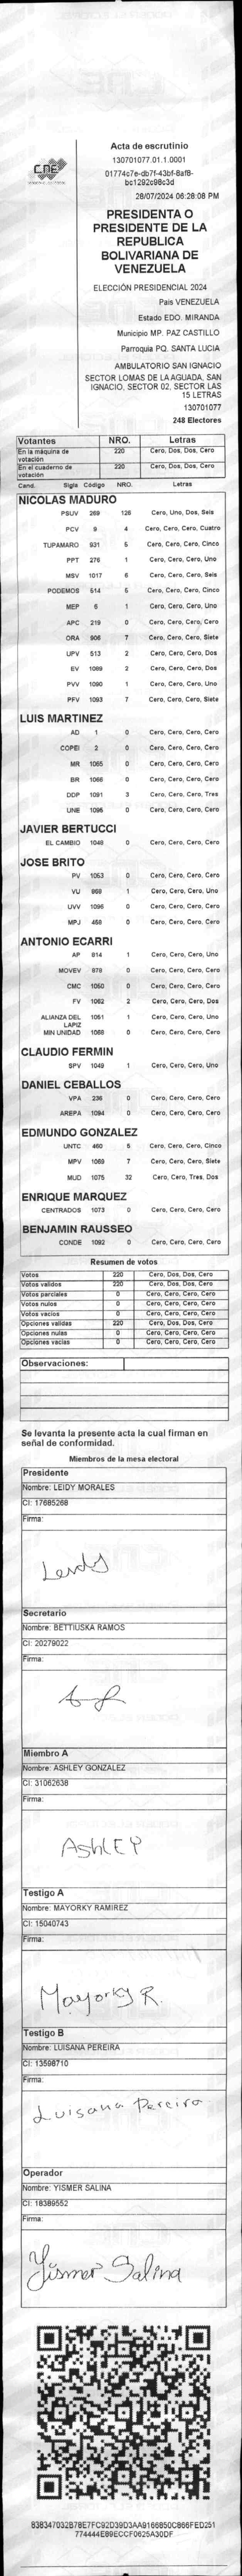 CNE
Acta de escrutinio
130701077.01.1.0001
01774c7e-db7f-43bf-8af8-
bc1292c98c3d
28/07/2024 06:28:08 PM
PRESIDENTA O
PRESIDENTE DE LA
REPUBLICA
BOLIVARIANA DE
VENEZUELA
ELECCIÓN PRESIDENCIAL 2024
País VENEZUELA
Estado EDO. MIRANDA
Municipio MP. PAZ CASTILLO
Parroquia PQ. SANTA LUCIA
AMBULATORIO SAN IGNACIO
SECTOR LOMAS DE LA AGUADA, SAN
IGNACIO, SECTOR 02, SECTOR LAS
15 LETRAS
130701077
248 Electores
Votantes NRO. Letras
En la máquina de votación 220 Cero, Dos, Dos, Cero
En el cuaderno de votación 220 Cero, Dos, Dos, Cero
Cand. Sigla Código NRO. Letras
NICOLAS MADURO
PSUV 269 126 Cero, Uno, Dos, Seis
PCV 9 4 Cero, Cero, Cero, Cuatro
TUPAMARO 931 5 Cero, Cero, Cero, Cinco
PPT 276 1 Cero, Cero, Cero, Uno
MSV 1017 6 Cero, Cero, Cero, Seis
PODEMOS 514 5 Cero, Cero, Cero, Cinco
MEP 6 1 Cero, Cero, Cero, Uno
APC 219 0 Cero, Cero, Cero, Cero
ORA 906 7 Cero, Cero, Cero, Siete
UPV 513 2 Cero, Cero, Cero, Dos
EV 1089 2 Cero, Cero, Cero, Dos
PVV 1090 1 Cero, Cero, Cero, Uno
PFV 1093 7 Cero, Cero, Cero, Siete
LUIS MARTINEZ
AD 1 0 Cero, Cero, Cero, Cero
COPEI 2 0 Cero, Cero, Cero, Cero
MR 1065 0 Cero, Cero, Cero, Cero
BR 1066 0 Cero, Cero, Cero, Cero
DDP 1091 3 Cero, Cero, Cero, Tres
UNE 1095 0 Cero, Cero, Cero, Cero
JAVIER BERTUCCI
EL CAMBIO 1048 0 Cero, Cero, Cero, Cero
JOSE BRITO
PV 1053 0 Cero, Cero, Cero, Cero
VU 868 1 Cero, Cero, Cero, Uno
UVV 1096 0 Cero, Cero, Cero, Cero
MPJ 458 0 Cero, Cero, Cero, Cero
ANTONIO ECARRI
AP 814 1 Cero, Cero, Cero, Uno
MOVEV 879 0 Cero, Cero, Cero, Cero
CMC 1050 0 Cero, Cero, Cero, Cero
FV 1062 2 Cero, Cero, Cero, Dos
ALIANZA DEL LAPIZ 1051 1 Cero, Cero, Cero, Uno
MIN UNIDAD 1068 0 Cero, Cero, Cero, Cero
CLAUDIO FERMIN
SPV 1049 1 Cero, Cero, Cero, Uno
DANIEL CEBALLOS
VPA 236 0 Cero, Cero, Cero, Cero
AREPA 1094 0 Cero, Cero, Cero, Cero
EDMUNDO GONZALEZ
UNTC 460 5 Cero, Cero, Cero, Cinco
MPV 1069 7 Cero, Cero, Cero, Siete
MUD 1075 32 Cero, Cero, Tres, Dos
ENRIQUE MARQUEZ
CENTRADOS 1073 0 Cero, Cero, Cero, Cero
BENJAMIN RAUSSEO
CONDE 1092 0 Cero, Cero, Cero, Cero
Resumen de votos
Votos 220 Cero, Dos, Dos, Cero
Votos validos 220 Cero, Dos, Dos, Cero
Votos parciales 0 Cero, Cero, Cero, Cero
Votos nulos 0 Cero, Cero, Cero, Cero
Votos vacios 0 Cero, Cero, Cero, Cero
Opciones validas 220 Cero, Dos, Dos, Cero
Opciones nulas 0 Cero, Cero, Cero, Cero
Opciones vacias 0 Cero, Cero, Cero, Cero
Observaciones:
Se levanta la presente acta la cual firman en
señal de conformidad.
Miembros de la mesa electoral
Presidente
Nombre: LEIDY MORALES
CI: 17685268
Firma:
Leidy
Secretario
Nombre: BETTIUSKA RAMOS
CI: 20279022
Firma:
Miembro A
Nombre: ASHLEY GONZALEZ
CI: 31062638
Firma:
AshlEY
Testigo A
Nombre: MAYORKY RAMIREZ
CI: 15040743
Firma:
Mayorky R.
Testigo B
Nombre: LUISANA PEREIRA
CI: 13598710
Firma:
Luisana Pereira
Operador
Nombre: YISMER SALINA
CI: 18389552
Firma:
Yismer Salina
838347032B78E7FC92D39D3AA9166850C866FED251
774444E89ECCF0625A30DF